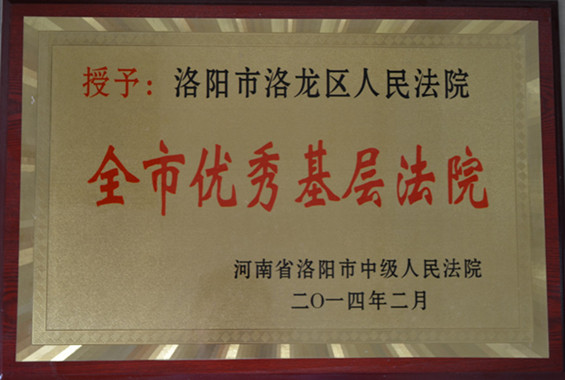 授予：洛阳市洛龙区人民法院
全市优秀基层法院
河南省洛阳市中级人民法院
二〇一四年二月